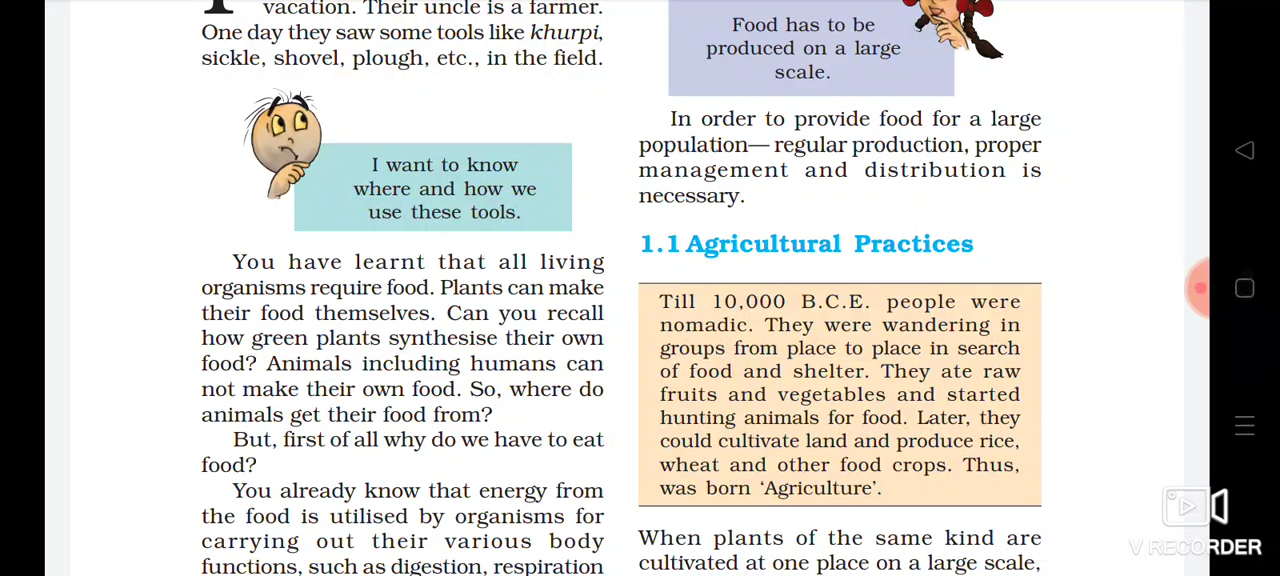 vacation. Their uncle is a farmer.
One day they saw some tools like khurpi,
sickle, shovel, plough, etc., in the field.
I want to know
where and how we
use these tools.
You have learnt that all living
organisms require food. Plants can make
their food themselves. Can you recall
how green plants synthesise their own
food? Animals including humans can
not make their own food. So, where do
animals get their food from?
But, first of all why do we have to eat
food?
You already know that energy from
the food is utilised by organisms for
carrying out their various body
functions, such as digestion, respiration
Food has to be
produced on a large
scale.
In order to provide food for a large
population— regular production, proper
management and distribution is
necessary.
1.1 Agricultural Practices
Till 10,000 B.C.E. people were
nomadic. They were wandering in
groups from place to place in search
of food and shelter. They ate raw
fruits and vegetables and started
hunting animals for food. Later, they
could cultivate land and produce rice,
wheat and other food crops. Thus,
was born ‘Agriculture’.
When plants of the same kind are
cultivated at one place on a large scale,
V RECORDER